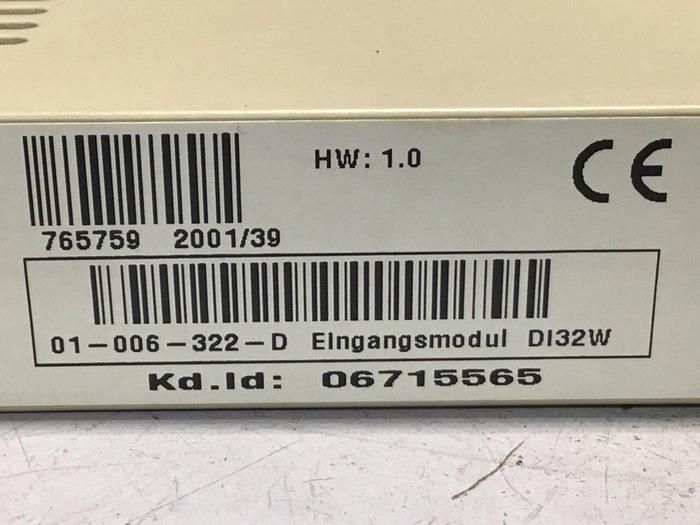 HW: 1.0
CE
765759 2001/39
01-006-322-D Eingangsmodul DI32W
Kd.Id: 06715565